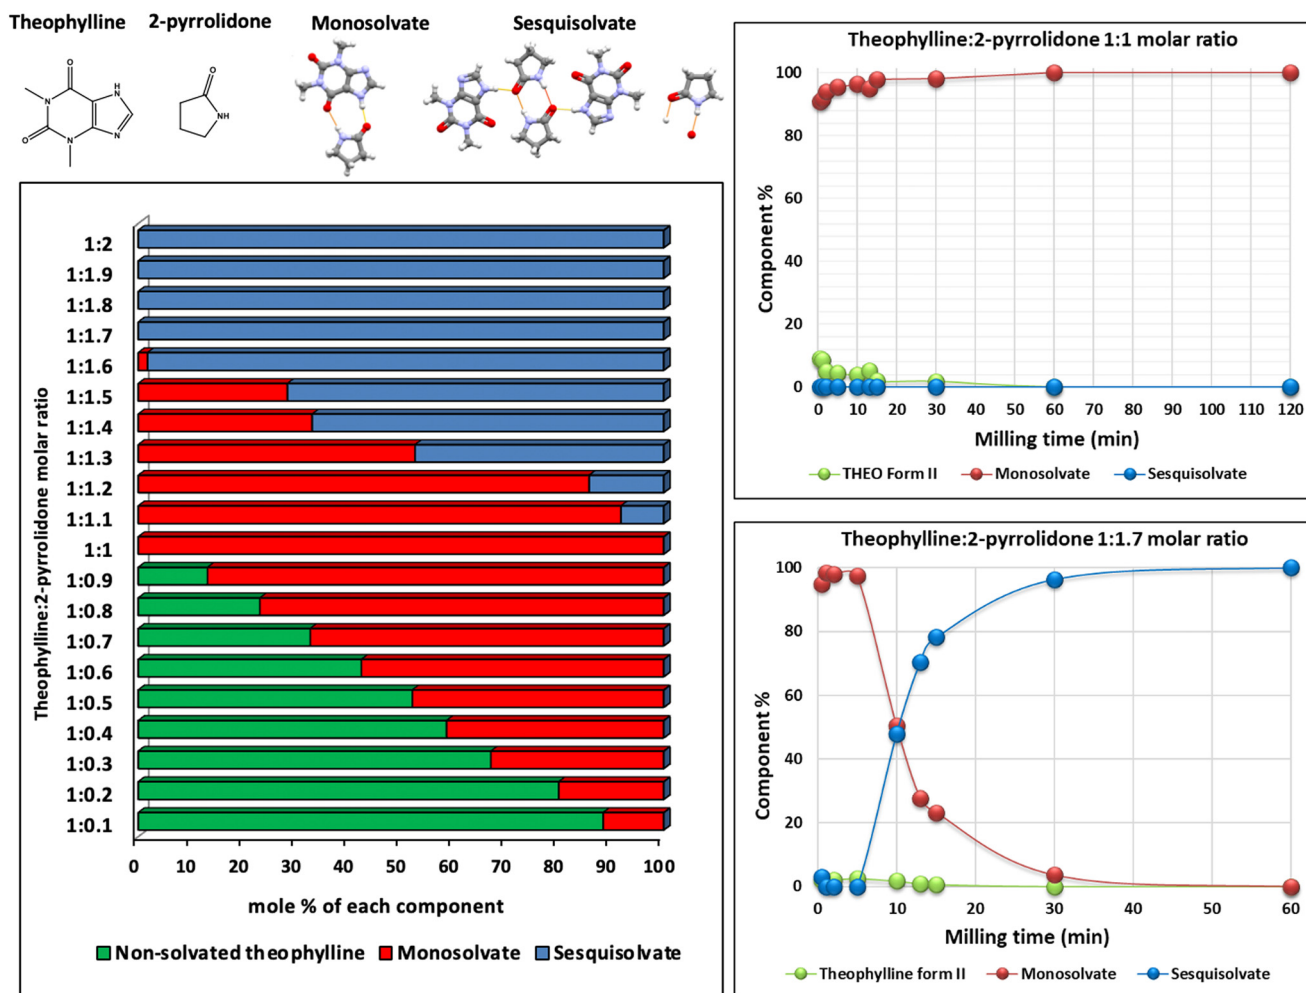 Theophylline 2-pyrrolidone Monosolvate Sesquisolvate
O
H
N
N
N
N
O
O
NH
Theophylline:2-pyrrolidone molar ratio
1:2
1:1.9
1:1.8
1:1.7
1:1.6
1:1.5
1:1.4
1:1.3
1:1.2
1:1.1
1:1
1:0.9
1:0.8
1:0.7
1:0.6
1:0.5
1:0.4
1:0.3
1:0.2
1:0.1
0 10 20 30 40 50 60 70 80 90 100
mole % of each component
Non-solvated theophylline Monosolvate Sesquisolvate
Theophylline:2-pyrrolidone 1:1 molar ratio
Component %
100
80
60
40
20
0
0 10 20 30 40 50 60 70 80 90 100 110 120
Milling time (min)
THEO Form II Monosolvate Sesquisolvate
Theophylline:2-pyrrolidone 1:1.7 molar ratio
Component %
100
80
60
40
20
0
0 10 20 30 40 50 60
Milling time (min)
Theophylline form II Monosolvate Sesquisolvate